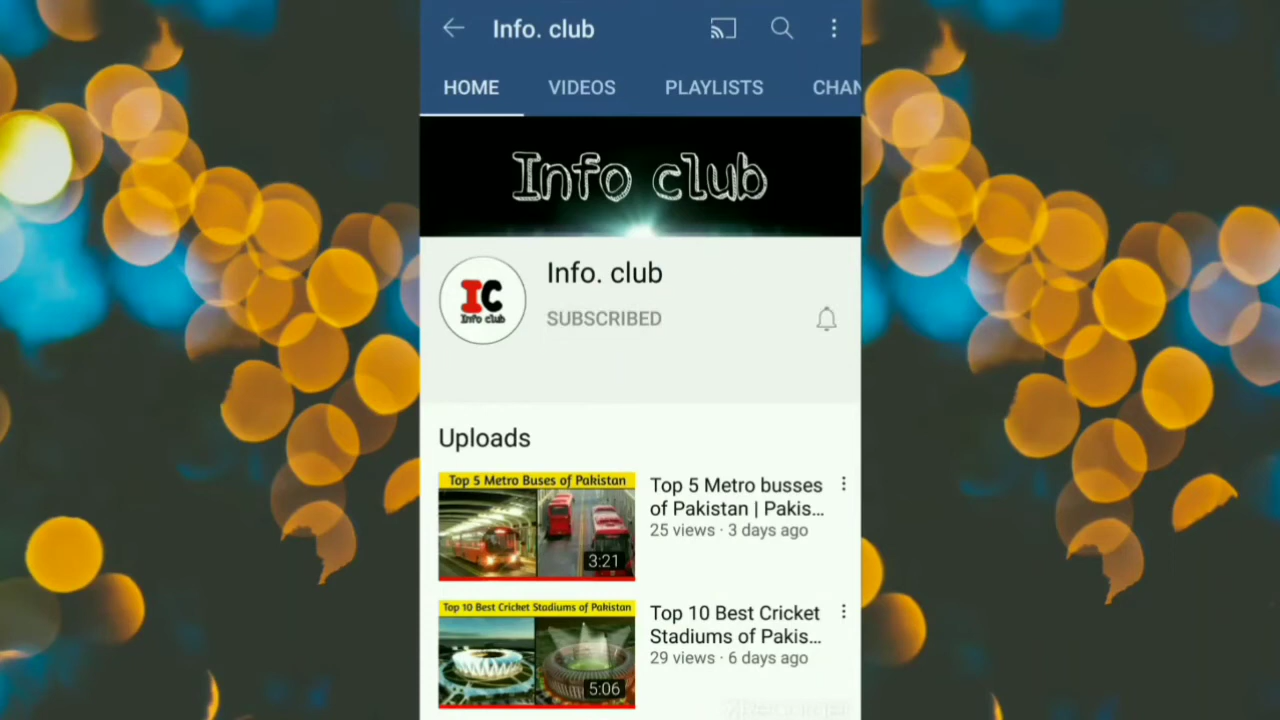 Info. club
HOME VIDEOS PLAYLISTS CHAN
Info club
Info. club
IC
Info club
SUBSCRIBED
Uploads
Top 5 Metro Buses of Pakistan
3:21
Top 5 Metro busses
of Pakistan | Pakis...
25 views · 3 days ago
Top 10 Best Cricket Stadiums of Pakistan
5:06
Top 10 Best Cricket
Stadiums of Pakis...
29 views · 6 days ago